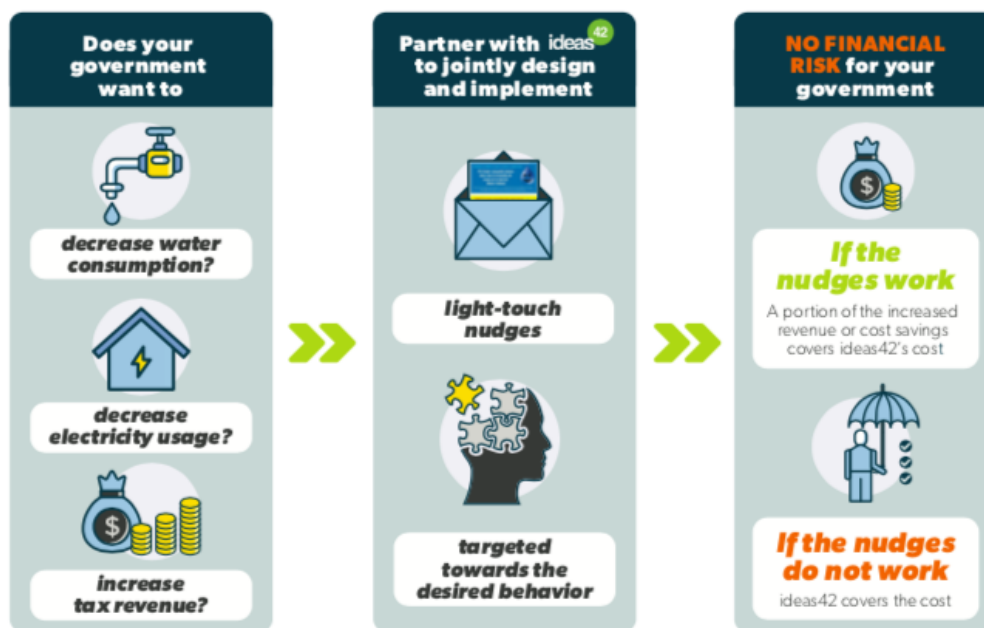 Does your
government
want to
decrease water
consumption?
decrease
electricity usage?
$
increase
tax revenue?
Partner with ideas42
to jointly design
and implement
light-touch
nudges
targeted
towards the
desired behavior
NO FINANCIAL
RISK for your
government
$
If the
nudges work
A portion of the increased
revenue or cost savings
covers ideas42's cost
If the nudges
do not work
ideas42 covers the cost